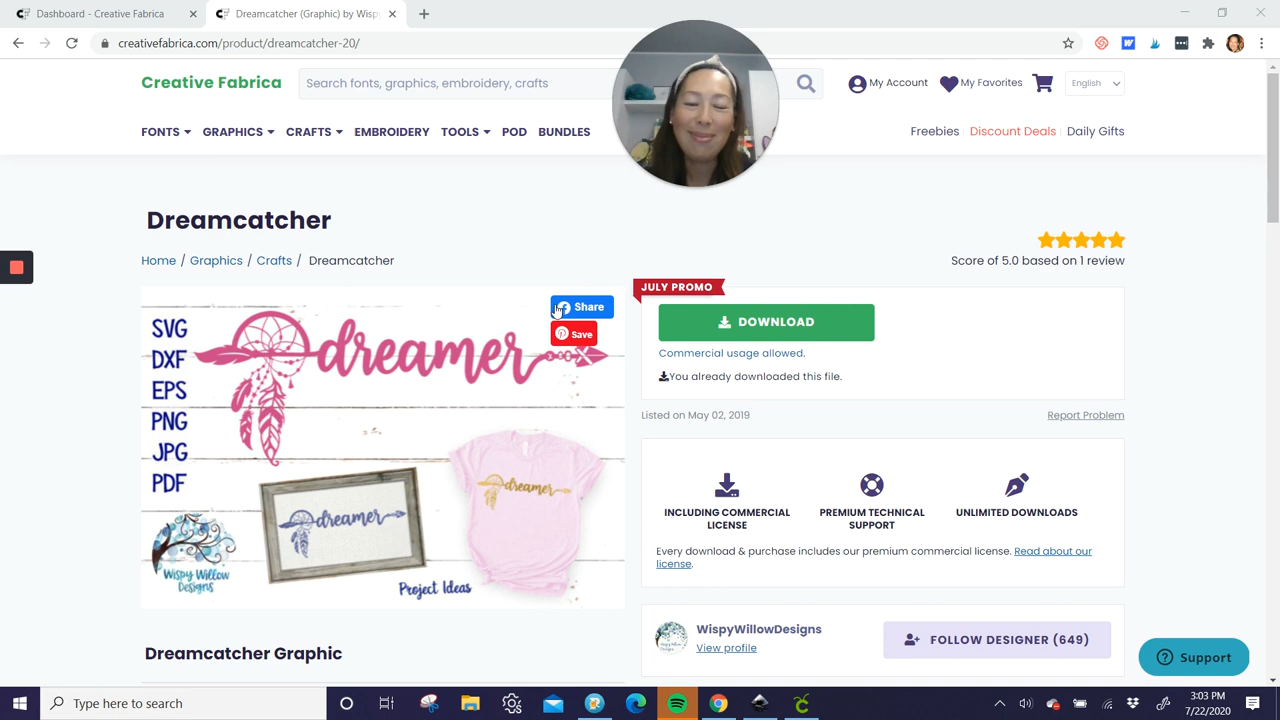 Dashboard - Creative Fabrica
Dreamcatcher (Graphic) by Wisp
creativefabrica.com/product/dreamcatcher-20/
Creative Fabrica
Search fonts, graphics, embroidery, crafts
My Account
My Favorites
English
FONTS
GRAPHICS
CRAFTS
EMBROIDERY
TOOLS
POD
BUNDLES
Freebies
Discount Deals
Daily Gifts
Dreamcatcher
Home / Graphics / Crafts / Dreamcatcher
Score of 5.0 based on 1 review
Share
Save
SVG
DXF
EPS
PNG
JPG
PDF
dreamer
dreamer
dreamer
Wispy Willow
Designs
Project Ideas
JULY PROMO
DOWNLOAD
Commercial usage allowed.
You already downloaded this file.
Listed on May 02, 2019
Report Problem
INCLUDING COMMERCIAL
LICENSE
PREMIUM TECHNICAL
SUPPORT
UNLIMITED DOWNLOADS
Every download & purchase includes our premium commercial license. Read about our
license.
WispyWillowDesigns
View profile
FOLLOW DESIGNER (649)
Dreamcatcher Graphic
Support
Type here to search
3:03 PM
7/22/2020